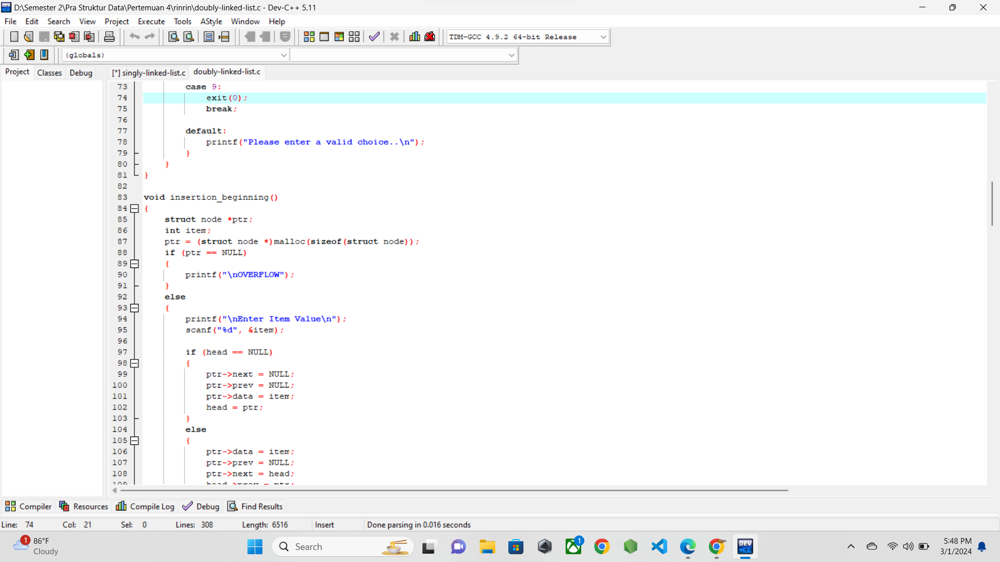 D:\Semester 2\Pra Struktur Data\Pertemuan 4\rinrin\doubly-linked-list.c - Dev-C++ 5.11
File Edit Search View Project Execute Tools AStyle Window Help
TDM-GCC 4.9.2 64-bit Release
(globals)
Project Classes Debug [*] singly-linked-list.c doubly-linked-list.c
73 case 9:
74 exit(0);
75 break;
76
77 default:
78 printf("Please enter a valid choice..\n");
79 }
80 }
81 }
82
83 void insertion_beginning()
84 {
85 struct node *ptr;
86 int item;
87 ptr = (struct node *)malloc(sizeof(struct node));
88 if (ptr == NULL)
89 {
90 printf("\nOVERFLOW");
91 }
92 else
93 {
94 printf("\nEnter Item Value\n");
95 scanf("%d", &item);
96
97 if (head == NULL)
98 {
99 ptr->next = NULL;
100 ptr->prev = NULL;
101 ptr->data = item;
102 head = ptr;
103 }
104 else
105 {
106 ptr->data = item;
107 ptr->prev = NULL;
108 ptr->next = head;
109 head->prev = ptr;
Compiler Resources Compile Log Debug Find Results
Line: 74 Col: 21 Sel: 0 Lines: 308 Length: 6516 Insert Done parsing in 0.016 seconds
1 86°F
Cloudy
Search
1
DEV
C++
5:48 PM
3/1/2024